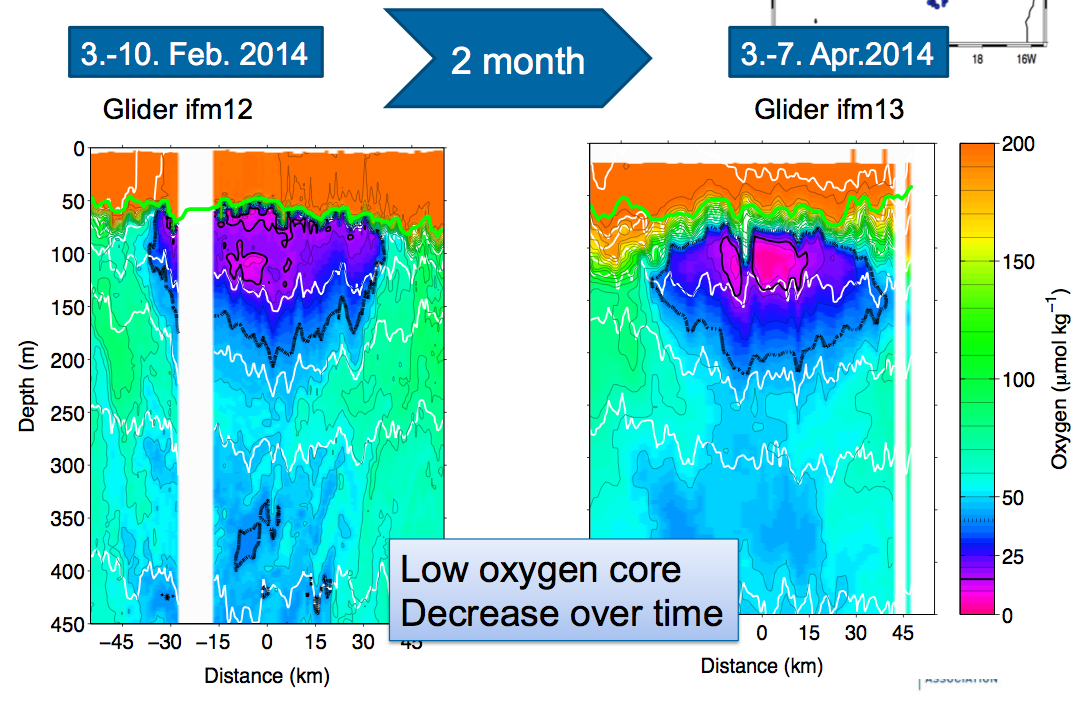 3.-10. Feb. 2014
2 month
3.-7. Apr.2014
18 16W
Glider ifm12
Glider ifm13
0
50
100
150
200
250
300
350
400
450
Depth (m)
−45 −30 −15 0 15 30 45
Distance (km)
0 15 30 45
Distance (km)
200
150
100
50
25
0
Oxygen (µmol kg⁻¹)
Low oxygen core
Decrease over time
ASSOCIATION